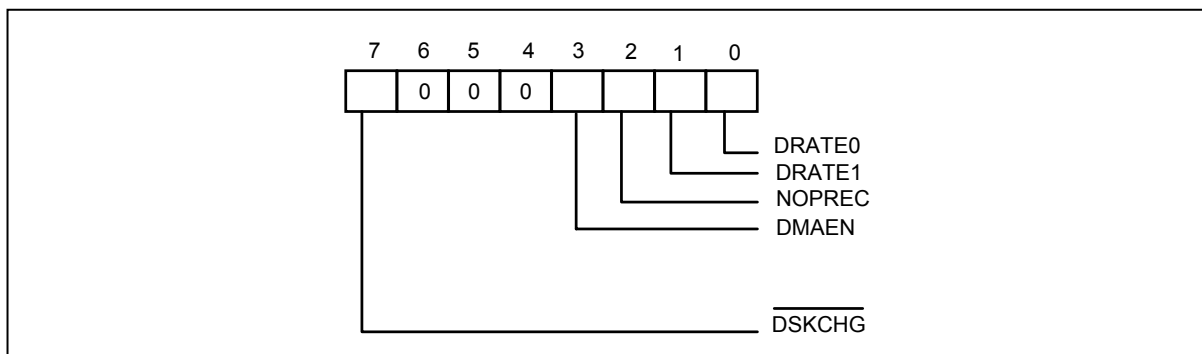 7 6 5 4 3 2 1 0
0 0 0
DRATE0
DRATE1
NOPREC
DMAEN
DSKCHG